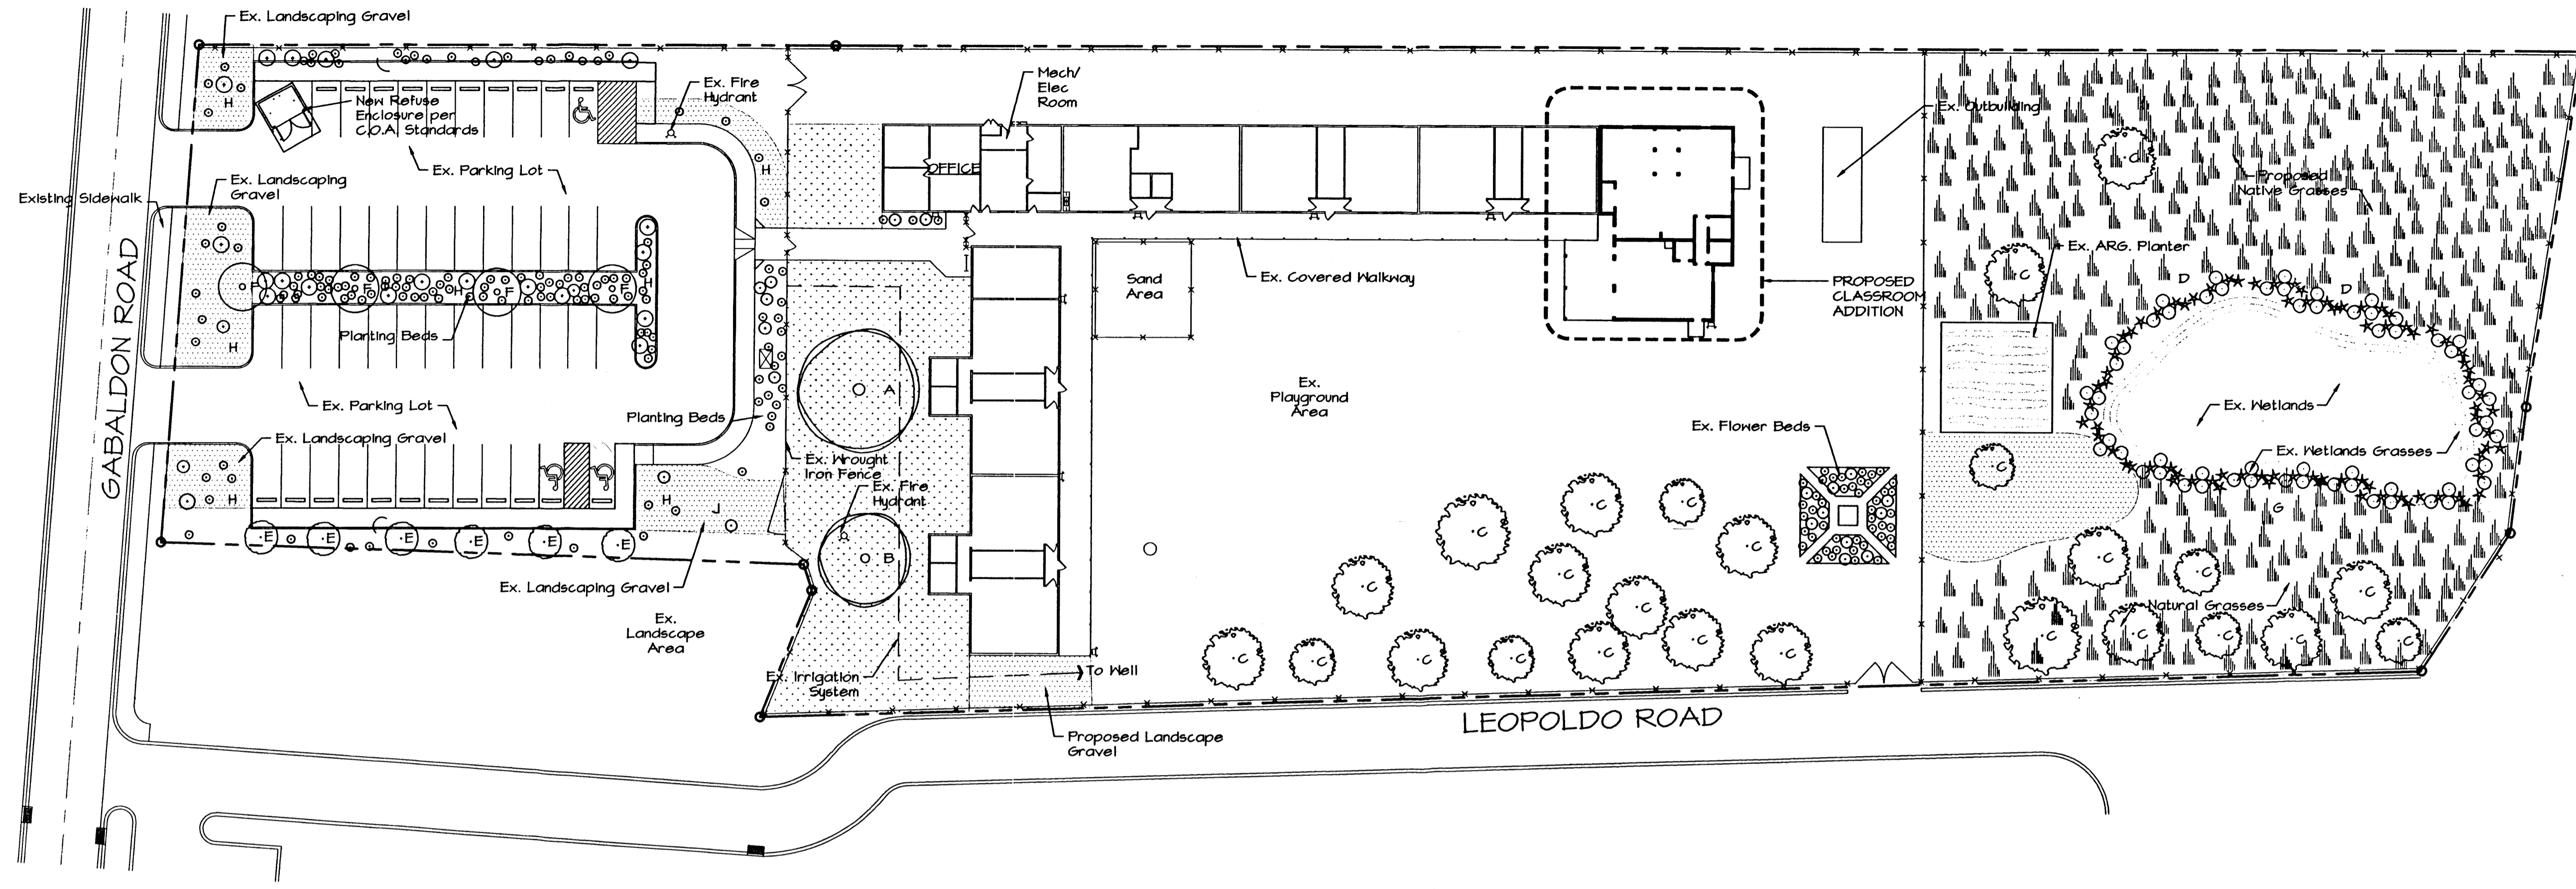 Ex. Landscaping Gravel
New Refuse
Enclosure per
C.O.A. Standards
Ex. Fire
Hydrant
Mech/
Elec
Room
OFFICE
Ex. Outbuilding
H
H
C
Ex. Parking Lot
Ex. Landscaping
Gravel
Existing Sidewalk
Proposed
Native Grasses
Ex. ARG. Planter
C
D
D
GABALDON ROAD
F
F
H
F
F
H
Planting Beds
H
Sand
Area
Ex. Covered Walkway
PROPOSED
CLASSROOM
ADDITION
Ex. Parking Lot
Planting Beds
A
Ex.
Playground
Area
Ex. Wetlands
Ex. Flower Beds
Ex. Wetlands Grasses
Ex. Landscaping Gravel
H
H
J
Ex. Wrought
Iron Fence
Ex. Fire
Hydrant
C
G
E
E
E
E
E
E
B
C
C
C
C
C
C
C
C
C
C
Ex. Landscaping Gravel
Natural Grasses
Ex.
Landscape
Area
C
C
C
C
C
C
C
C
C
C
C
C
Ex. Irrigation
System
To Well
Proposed Landscape
Gravel
LEOPOLDO ROAD